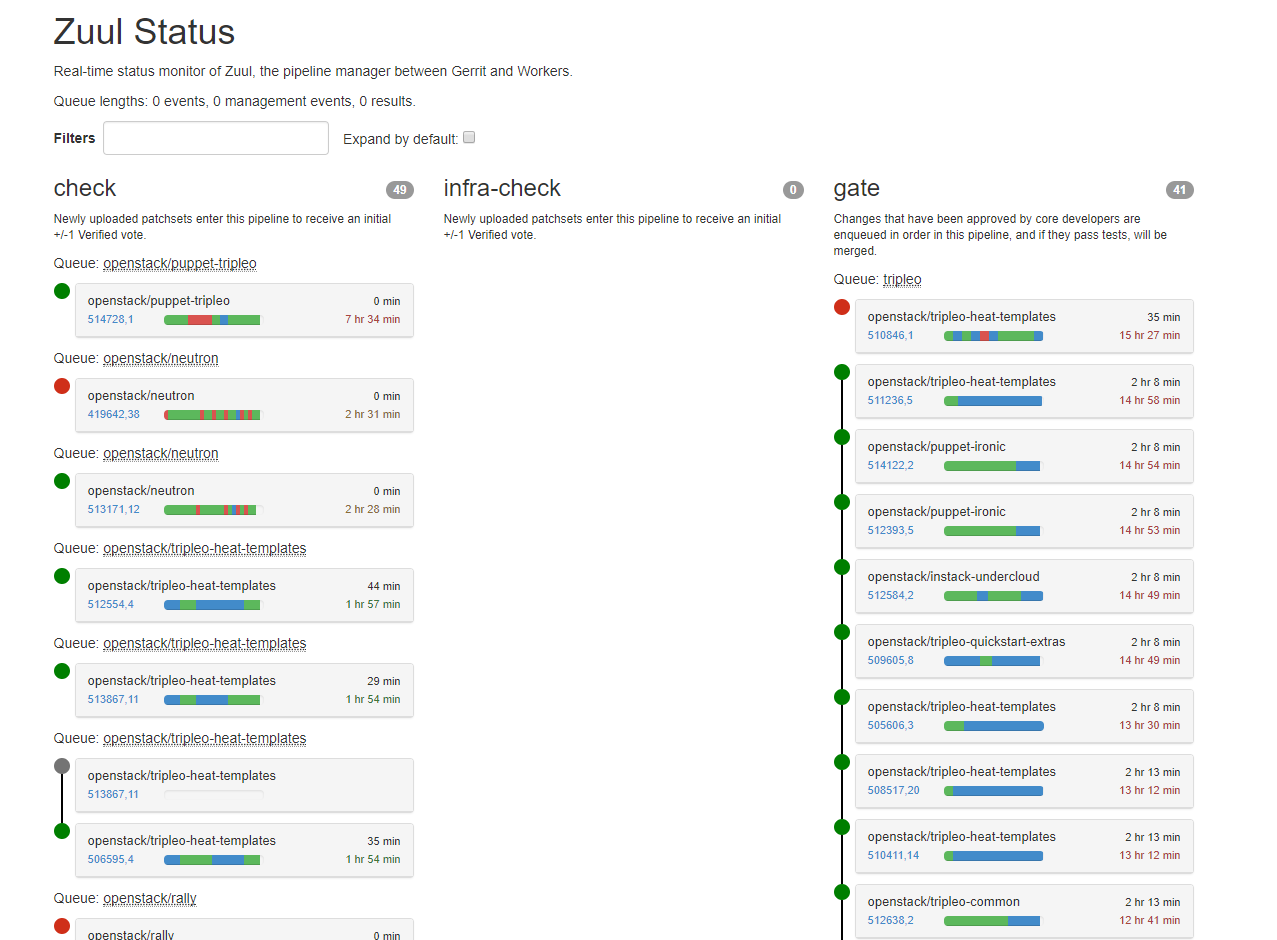 Zuul Status
Real-time status monitor of Zuul, the pipeline manager between Gerrit and Workers.
Queue lengths: 0 events, 0 management events, 0 results.
Filters Expand by default:
check 49
Newly uploaded patchsets enter this pipeline to receive an initial
+/-1 Verified vote.
Queue: openstack/puppet-tripleo
openstack/puppet-tripleo 0 min
514728,1 7 hr 34 min
Queue: openstack/neutron
openstack/neutron 0 min
419642,38 2 hr 31 min
Queue: openstack/neutron
openstack/neutron 0 min
513171,12 2 hr 28 min
Queue: openstack/tripleo-heat-templates
openstack/tripleo-heat-templates 44 min
512554,4 1 hr 57 min
Queue: openstack/tripleo-heat-templates
openstack/tripleo-heat-templates 29 min
513867,11 1 hr 54 min
Queue: openstack/tripleo-heat-templates
openstack/tripleo-heat-templates
513867,11
openstack/tripleo-heat-templates 35 min
506595,4 1 hr 54 min
Queue: openstack/rally
openstack/rally 0 min
infra-check 0
Newly uploaded patchsets enter this pipeline to receive an initial
+/-1 Verified vote.
gate 41
Changes that have been approved by core developers are
enqueued in order in this pipeline, and if they pass tests, will be
merged.
Queue: tripleo
openstack/tripleo-heat-templates 35 min
510846,1 15 hr 27 min
openstack/tripleo-heat-templates 2 hr 8 min
511236,5 14 hr 58 min
openstack/puppet-ironic 2 hr 8 min
514122,2 14 hr 54 min
openstack/puppet-ironic 2 hr 8 min
512393,5 14 hr 53 min
openstack/instack-undercloud 2 hr 8 min
512584,2 14 hr 49 min
openstack/tripleo-quickstart-extras 2 hr 8 min
509605,8 14 hr 49 min
openstack/tripleo-heat-templates 2 hr 8 min
505606,3 13 hr 30 min
openstack/tripleo-heat-templates 2 hr 13 min
508517,20 13 hr 12 min
openstack/tripleo-heat-templates 2 hr 13 min
510411,14 13 hr 12 min
openstack/tripleo-common 2 hr 13 min
512638,2 12 hr 41 min